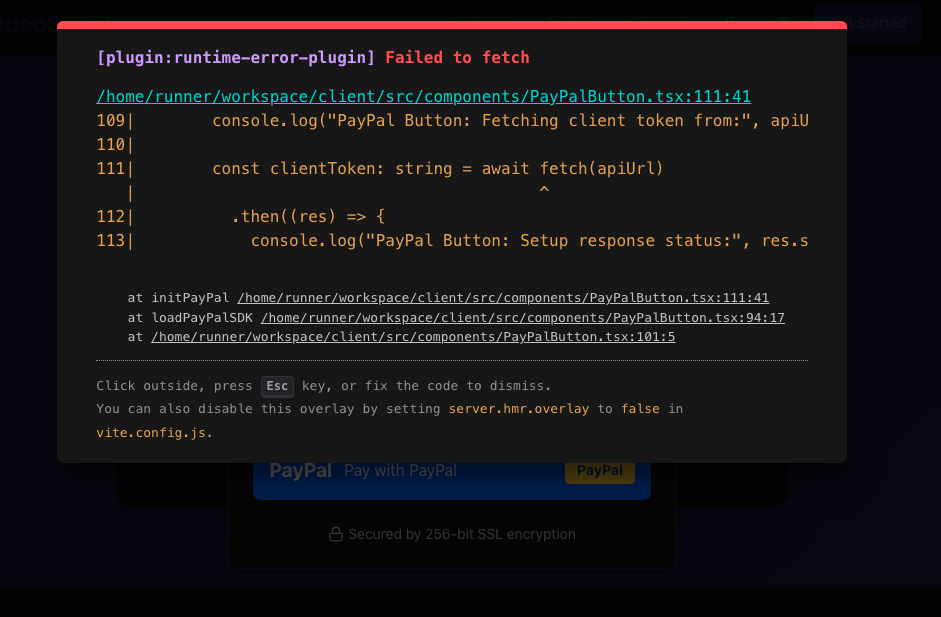 ideoS
t Started
[plugin:runtime-error-plugin] Failed to fetch
/home/runner/workspace/client/src/components/PayPalButton.tsx:111:41
109|        console.log("PayPal Button: Fetching client token from:", apiU
110|
111|        const clientToken: string = await fetch(apiUrl)
   |                                          ^
112|          .then((res) => {
113|            console.log("PayPal Button: Setup response status:", res.s
at initPayPal /home/runner/workspace/client/src/components/PayPalButton.tsx:111:41
at loadPayPalSDK /home/runner/workspace/client/src/components/PayPalButton.tsx:94:17
at /home/runner/workspace/client/src/components/PayPalButton.tsx:101:5
Click outside, press Esc key, or fix the code to dismiss.
You can also disable this overlay by setting server.hmr.overlay to false in
vite.config.js.
PayPal Pay with PayPal PayPal
Secured by 256-bit SSL encryption